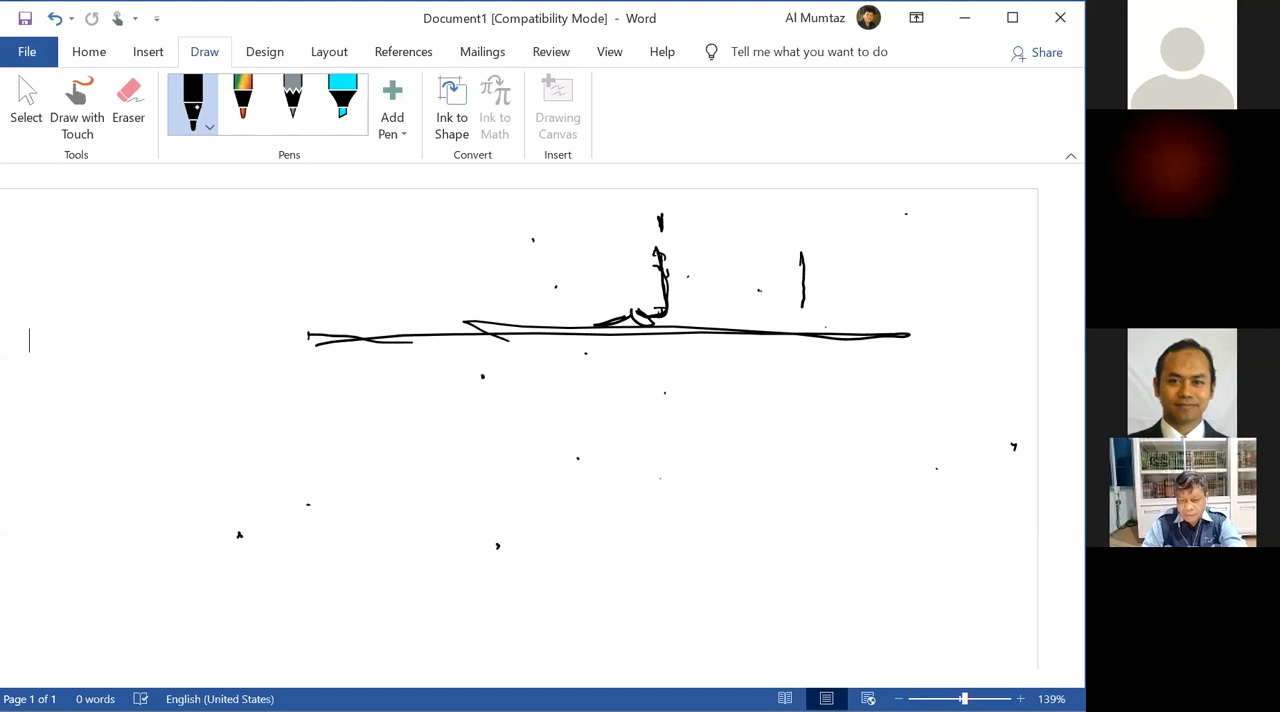 Document1 [Compatibility Mode] - Word
Al Mumtaz
File Home Insert Draw Design Layout References Mailings Review View Help Tell me what you want to do Share
Select
Draw with Touch
Eraser
Add Pen
Ink to Shape
Ink to Math
Drawing Canvas
Tools Pens Convert Insert
Page 1 of 1 0 words English (United States) 139%